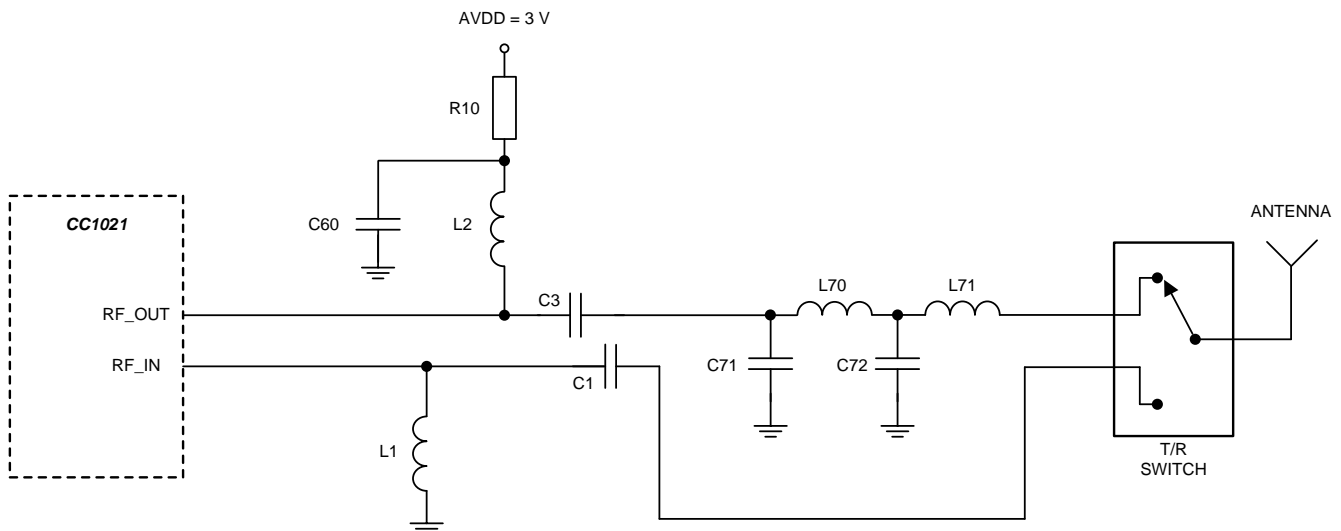 AVDD = 3 V
R10
C60
L2
CC1021
ANTENNA
C3
L70
L71
RF_OUT
RF_IN
C71
C72
C1
L1
T/R
SWITCH